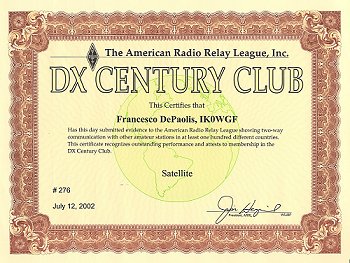 The American Radio Relay League, Inc.
DX CENTURY CLUB
This Certifies that
Francesco DePaolis, IK0WGF
Has this day submitted evidence to the American Radio Relay League showing two-way
communication with other amateur stations in at least one hundred different countries.
This certificate recognizes outstanding performance and attests to membership in the
DX Century Club.
Satellite
# 276
July 12, 2002
President, ARRL